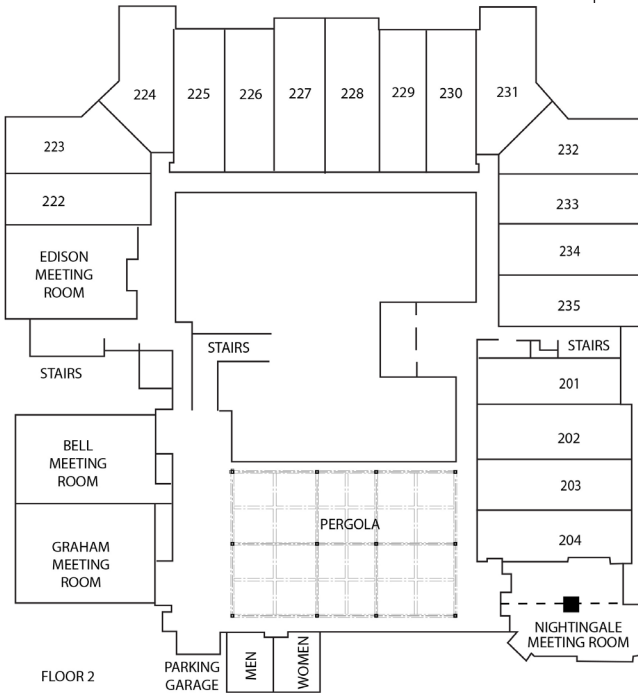 224
225
226
227
228
229
230
231
223
232
222
233
EDISON
MEETING
ROOM
234
235
STAIRS
STAIRS
STAIRS
201
BELL
MEETING
ROOM
202
203
PERGOLA
GRAHAM
MEETING
ROOM
204
NIGHTINGALE
MEETING ROOM
FLOOR 2
PARKING
GARAGE
MEN
WOMEN